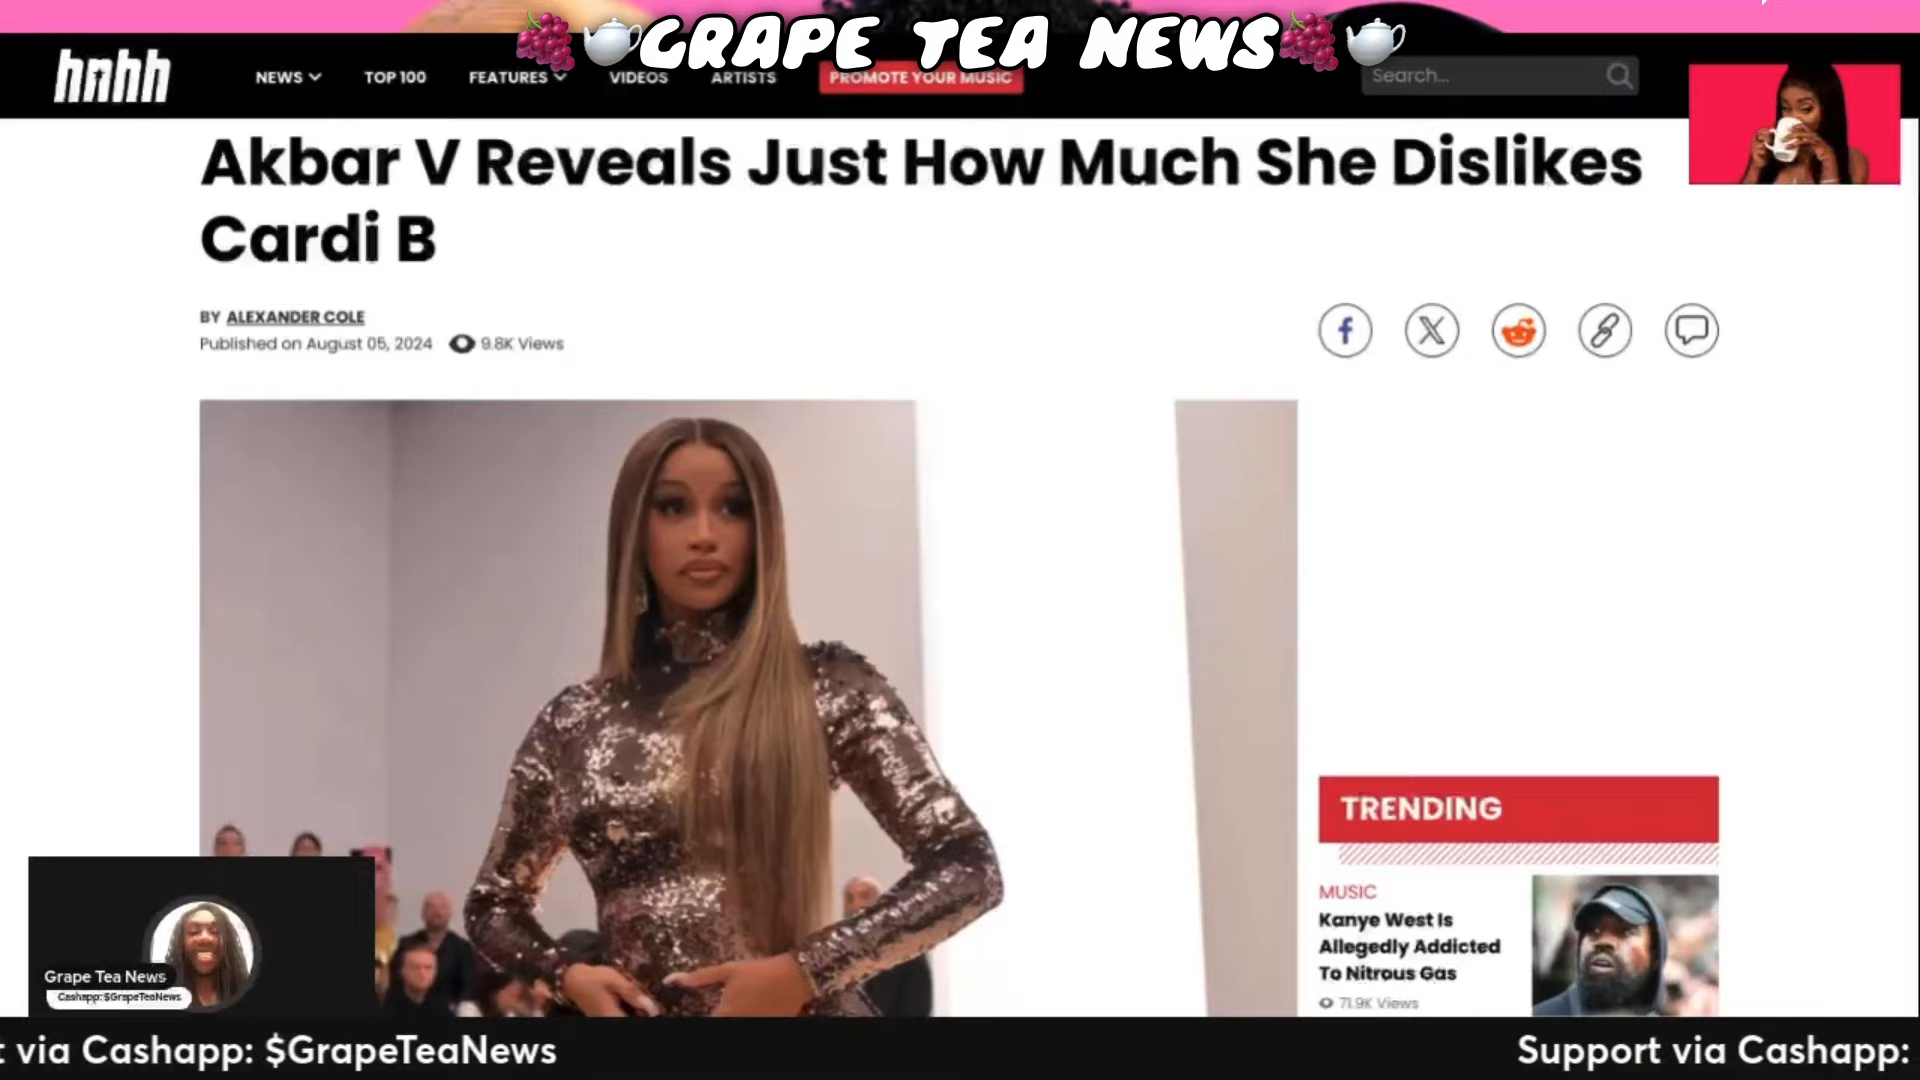 GRAPE TEA NEWS
hnhh
NEWS
TOP 100
FEATURES
VIDEOS
ARTISTS
PROMOTE YOUR MUSIC
Search...
Akbar V Reveals Just How Much She Dislikes
Cardi B
BY ALEXANDER COLE
Published on August 05, 2024 9.8K Views
TRENDING
MUSIC
Kanye West Is
Allegedly Addicted
To Nitrous Gas
71.9K Views
Grape Tea News
Cashapp: $GrapeTeaNews
via Cashapp: $GrapeTeaNews
Support via Cashapp: